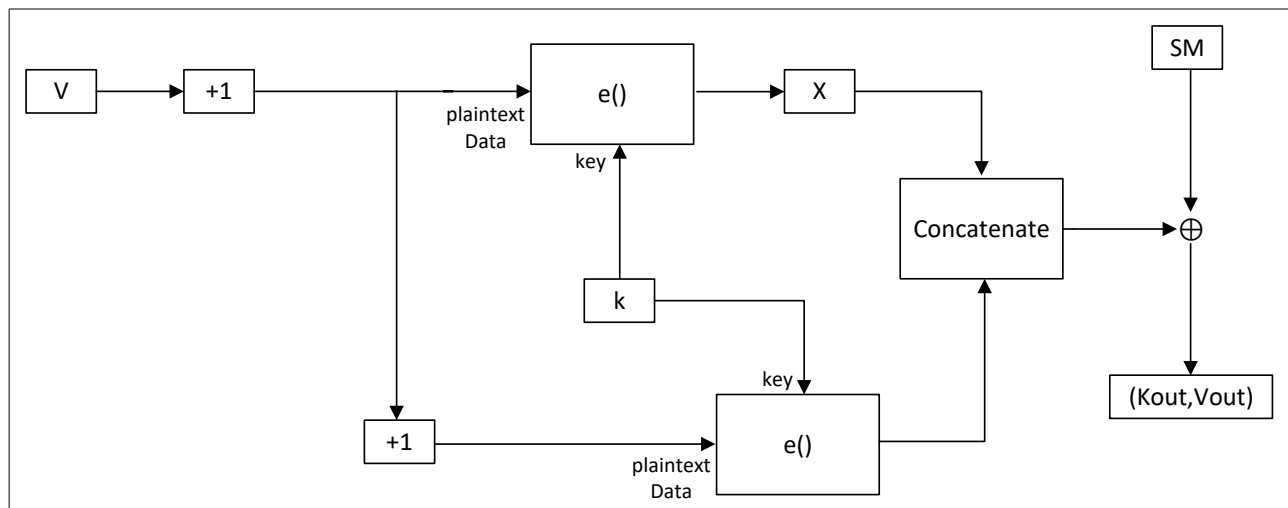 SM
V
+1
e()
X
plaintext
Data
key
Concatenate
k
key
(Kout,Vout)
+1
e()
plaintext
Data